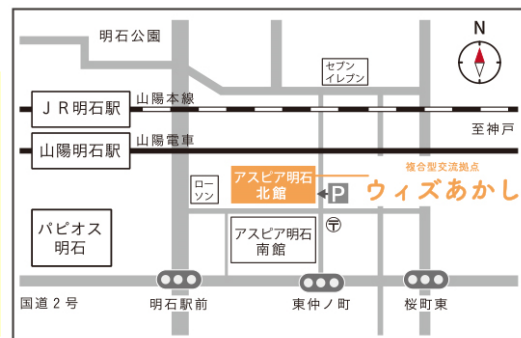 明石公園
N
セブン
イレブン
JR明石駅
山陽本線
至神戸
山陽明石駅
山陽電車
ロー
ソン
アスピア明石
北館
P
複合型交流拠点
ウィズあかし
パピオス
明石
アスピア明石
南館
〒
国道2号
明石駅前
東仲ノ町
桜町東